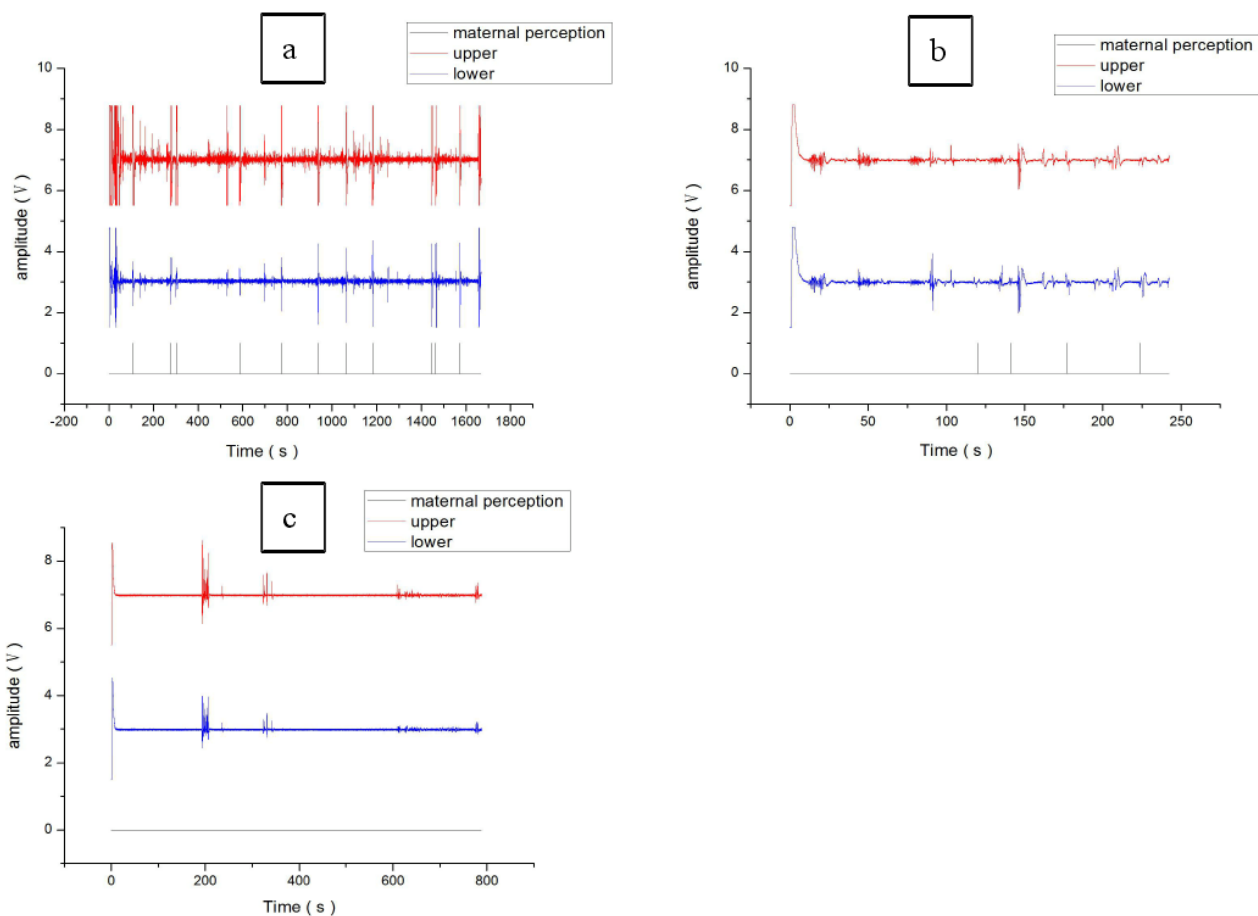 a
maternal perception
upper
lower
10
8
6
4
2
0
amplitude ( V )
-200 0 200 400 600 800 1000 1200 1400 1600 1800
Time ( s )
b
maternal perception
upper
lower
10
8
6
4
2
0
amplitude ( V )
0 50 100 150 200 250
Time ( s )
c
maternal perception
upper
lower
8
6
4
2
0
amplitude ( V )
0 200 400 600 800
Time ( s )